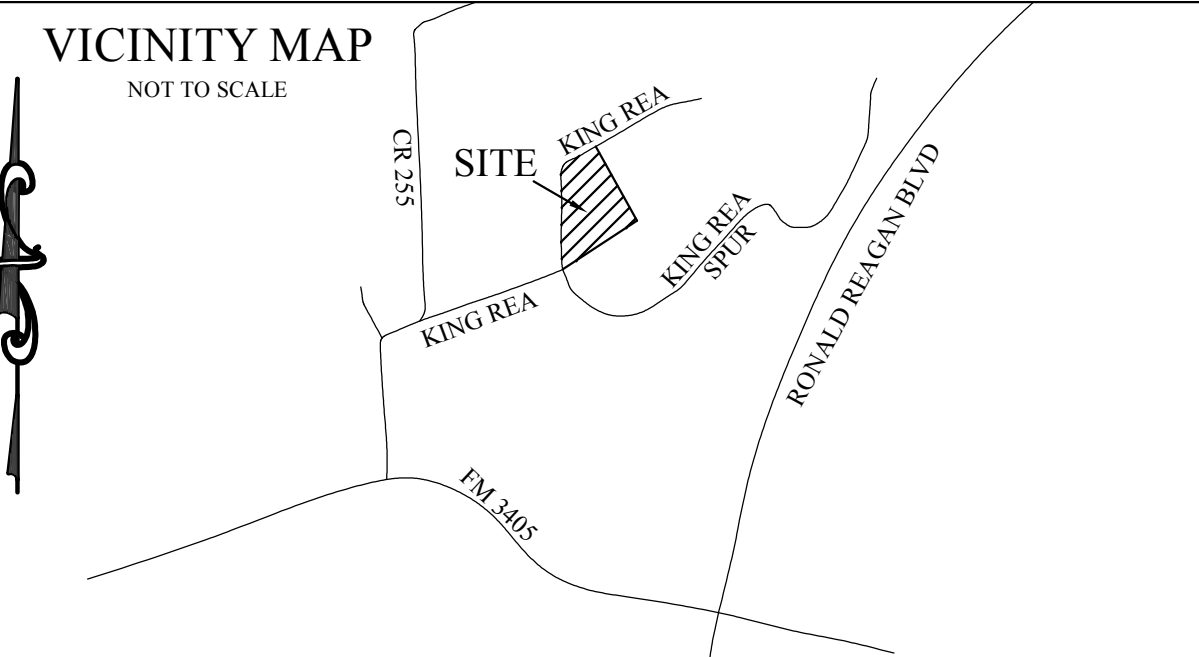 VICINITY MAP
NOT TO SCALE
KING REA
CR 255
SITE
KING REA
SPUR
RONALD REAGAN BLVD
KING REA
FM 3405